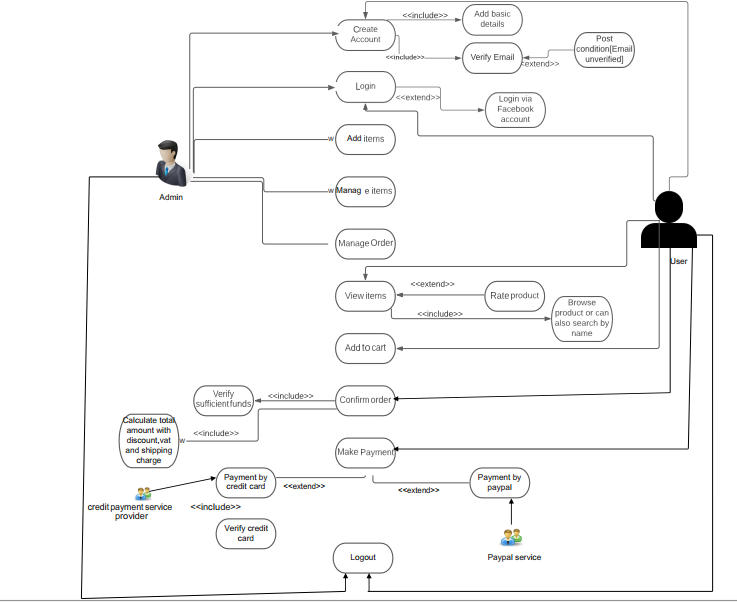 <<include>>
Add basic
details
Create
Account
Post
condition[Email
unverified]
<<include>>
Verify Email
extend>>
Login
<<extend>>
Login via
Facebook
account
w
Add items
Admin
w
Manag e items
Manage Order
User
View items
<<extend>>
Rate product
<<include>>
Browse
product or can
also search by
name
Add to cart
Verify
sufficient funds
<<include>>
Confirm order
Calculate total
amount with
discount,vat
and shipping
charge
w
<<include>>
Make Payment
Payment by
credit card
<<extend>>
<<extend>>
Payment by
paypal
credit payment service
provider
<<include>>
Verify credit
card
Paypal service
Logout